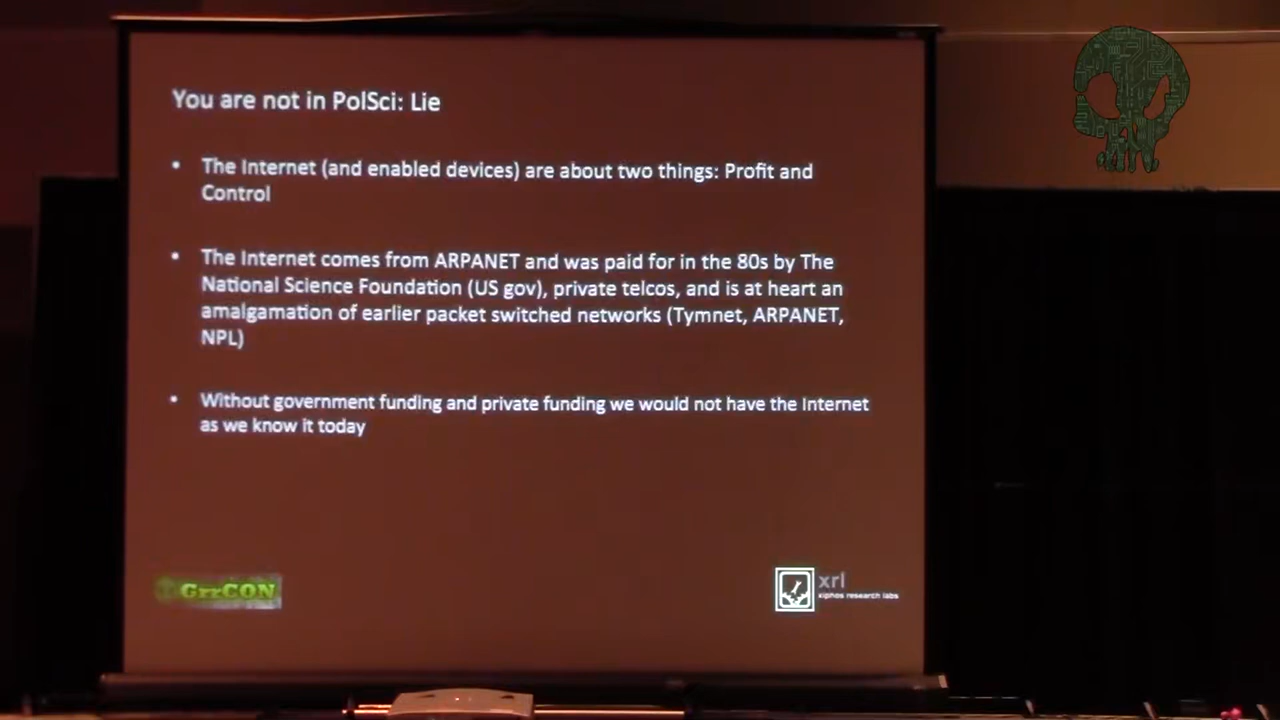 You are not in PolSci: Lie
• The Internet (and enabled devices) are about two things: Profit and
Control
• The Internet comes from ARPANET and was paid for in the 80s by The
National Science Foundation (US gov), private telcos, and is at heart an
amalgamation of earlier packet switched networks (Tymnet, ARPANET,
NPL)
• Without government funding and private funding we would not have the Internet
as we know it today
GrrCON
xrl
xiphos research labs